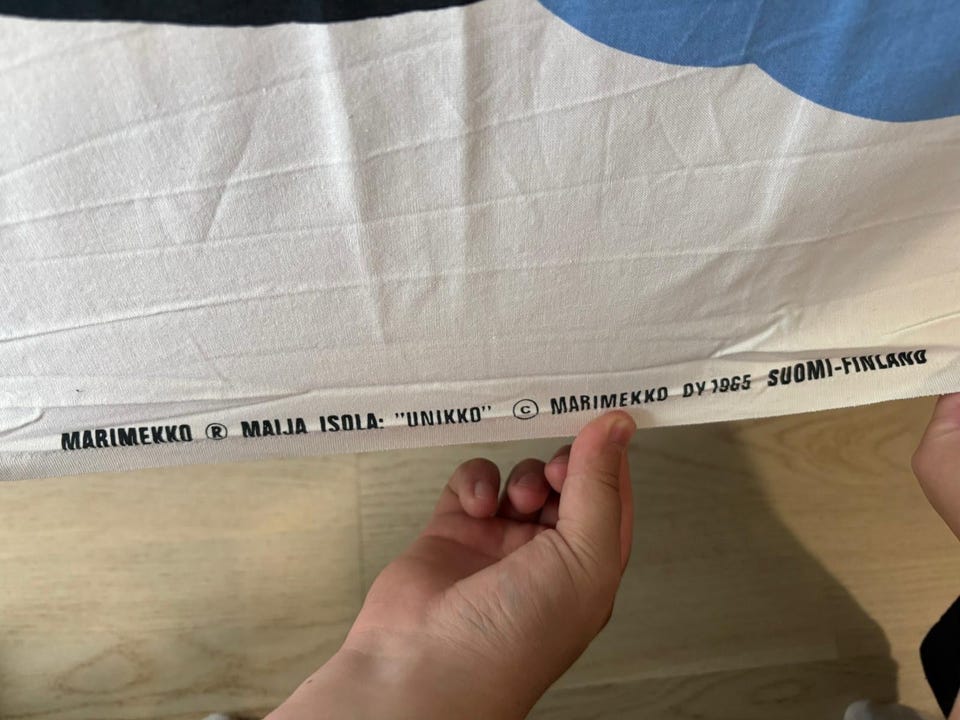 MARIMEKKO ® MAIJA ISOLA: ”UNIKKO” © MARIMEKKO OY 1965 SUOMI-FINLAND